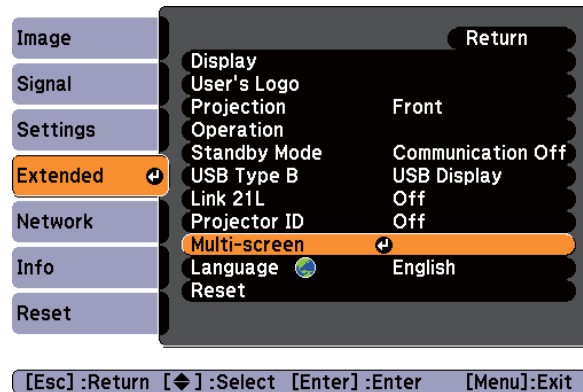 Image
Signal
Settings
Extended
Network
Info
Reset
Return
Display
User's Logo
Projection Front
Operation
Standby Mode Communication Off
USB Type B USB Display
Link 21L Off
Projector ID Off
Multi-screen
Language English
Reset
[Esc] :Return [◆] :Select [Enter] :Enter [Menu]:Exit